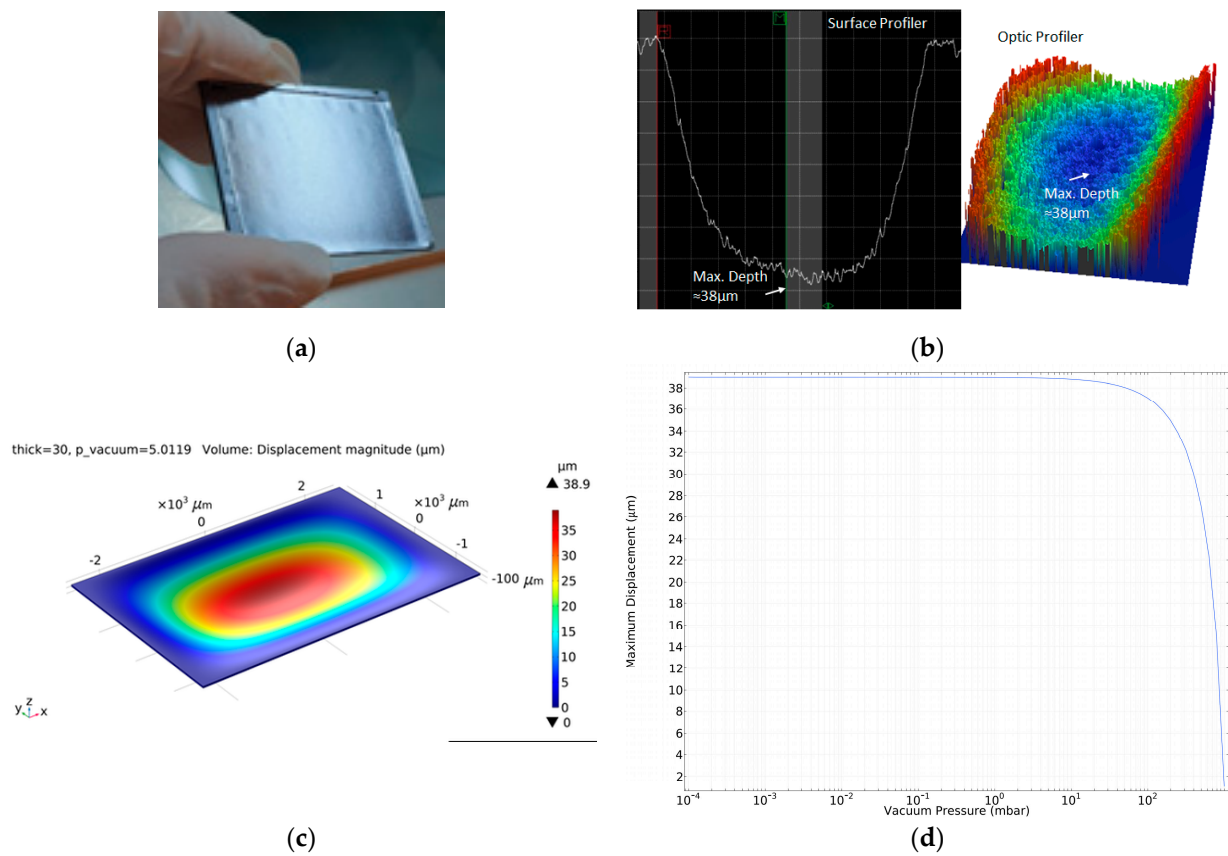 Surface Profiler
Max. Depth
≈38µm
Optic Profiler
Max. Depth
≈38µm
(a)
(b)
thick=30, p_vacuum=5.0119 Volume: Displacement magnitude (µm)
µm
▲ 38.9
35
30
25
20
15
10
5
0
▼ 0
×10³ µm
2
0
-2
×10³ µm
1
0
-1
-100 µm
y z x
(c)
Maximum Displacement (µm)
38
36
34
32
30
28
26
24
22
20
18
16
14
12
10
8
6
4
2
10⁻⁴ 10⁻³ 10⁻² 10⁻¹ 10⁰ 10¹ 10²
Vacuum Pressure (mbar)
(d)